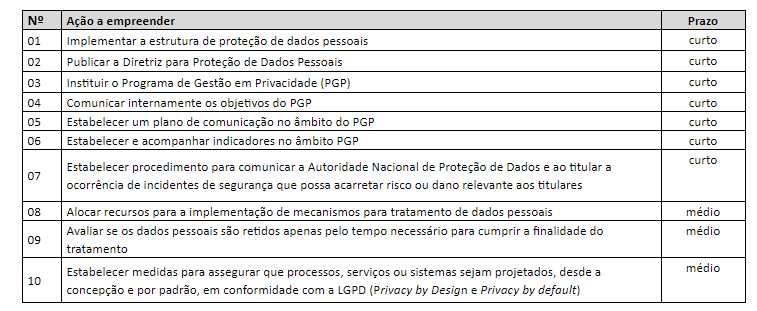 Nº Ação a empreender Prazo
01 Implementar a estrutura de proteção de dados pessoais curto
02 Publicar a Diretriz para Proteção de Dados Pessoais curto
03 Instituir o Programa de Gestão em Privacidade (PGP) curto
04 Comunicar internamente os objetivos do PGP curto
05 Estabelecer um plano de comunicação no âmbito do PGP curto
06 Estabelecer e acompanhar indicadores no âmbito PGP curto
07 Estabelecer procedimento para comunicar a Autoridade Nacional de Proteção de Dados e ao titular a curto
ocorrência de incidentes de segurança que possa acarretar risco ou dano relevante aos titulares
08 Alocar recursos para a implementação de mecanismos para tratamento de dados pessoais médio
09 Avaliar se os dados pessoais são retidos apenas pelo tempo necessário para cumprir a finalidade do médio
tratamento
10 Estabelecer medidas para assegurar que processos, serviços ou sistemas sejam projetados, desde a médio
concepção e por padrão, em conformidade com a LGPD (Privacy by Design e Privacy by default)